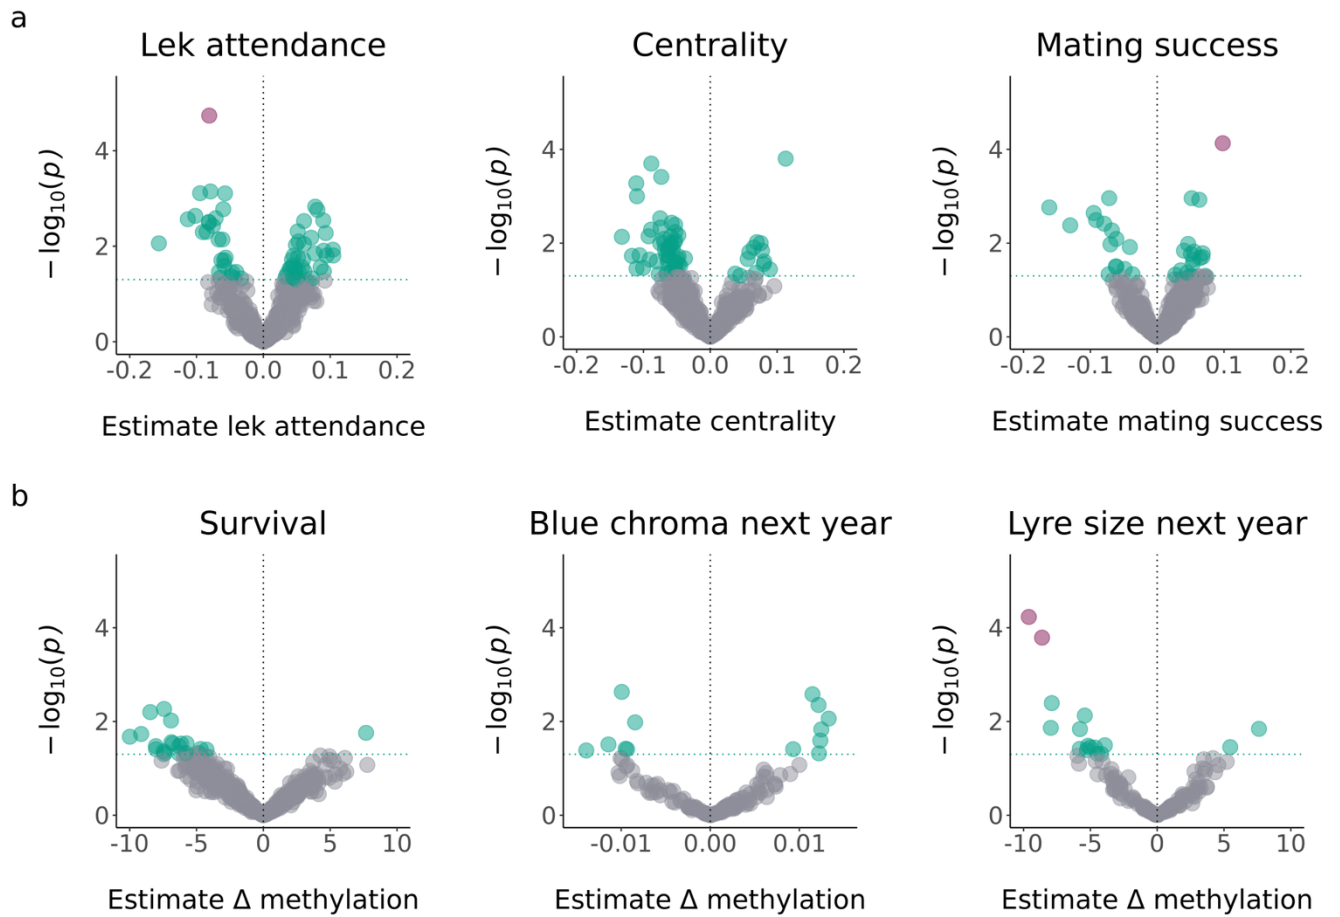 a
Lek attendance
Centrality
Mating success
− log10(p)
4
2
0
-0.2 -0.1 0.0 0.1 0.2
Estimate lek attendance
− log10(p)
4
2
0
-0.2 -0.1 0.0 0.1 0.2
Estimate centrality
− log10(p)
4
2
0
-0.2 -0.1 0.0 0.1 0.2
Estimate mating success
b
Survival
Blue chroma next year
Lyre size next year
− log10(p)
4
2
0
-10 -5 0 5 10
Estimate Δ methylation
− log10(p)
4
2
0
-0.01 0.00 0.01
Estimate Δ methylation
− log10(p)
4
2
0
-10 -5 0 5 10
Estimate Δ methylation